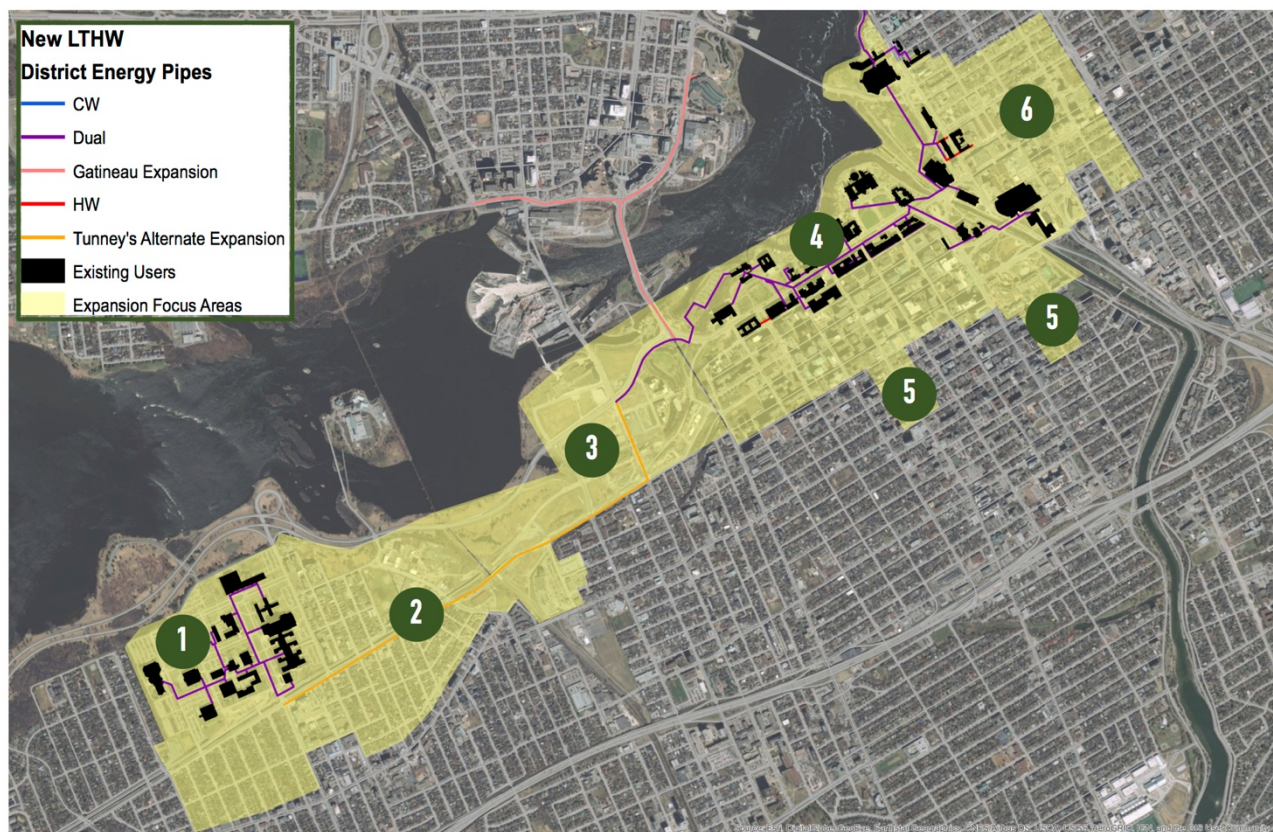 New LTHW
District Energy Pipes
CW
Dual
Gatineau Expansion
HW
Tunney's Alternate Expansion
Existing Users
Expansion Focus Areas
6
4
5
5
3
2
1